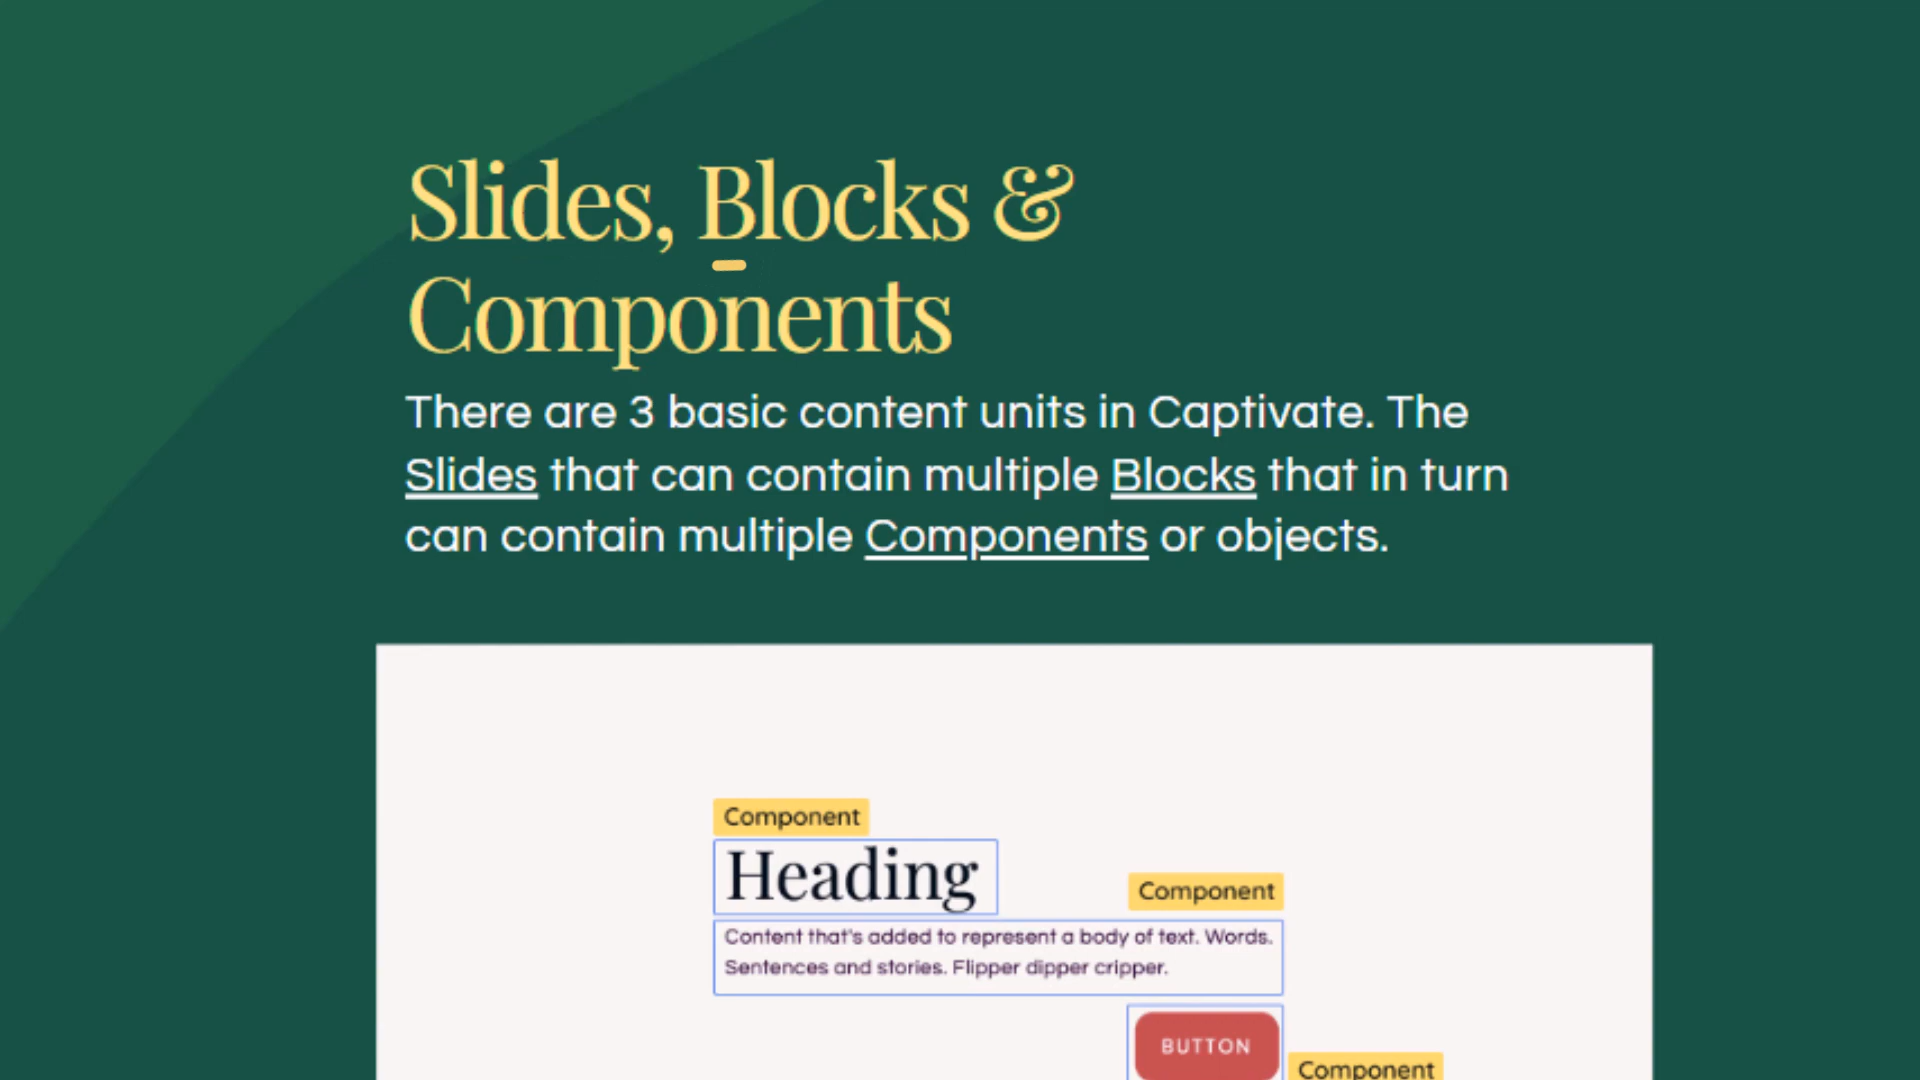 Slides, Blocks &
Components
There are 3 basic content units in Captivate. The
Slides that can contain multiple Blocks that in turn
can contain multiple Components or objects.
Component
Heading
Component
Content that's added to represent a body of text. Words.
Sentences and stories. Flipper dipper cripper.
BUTTON
Component